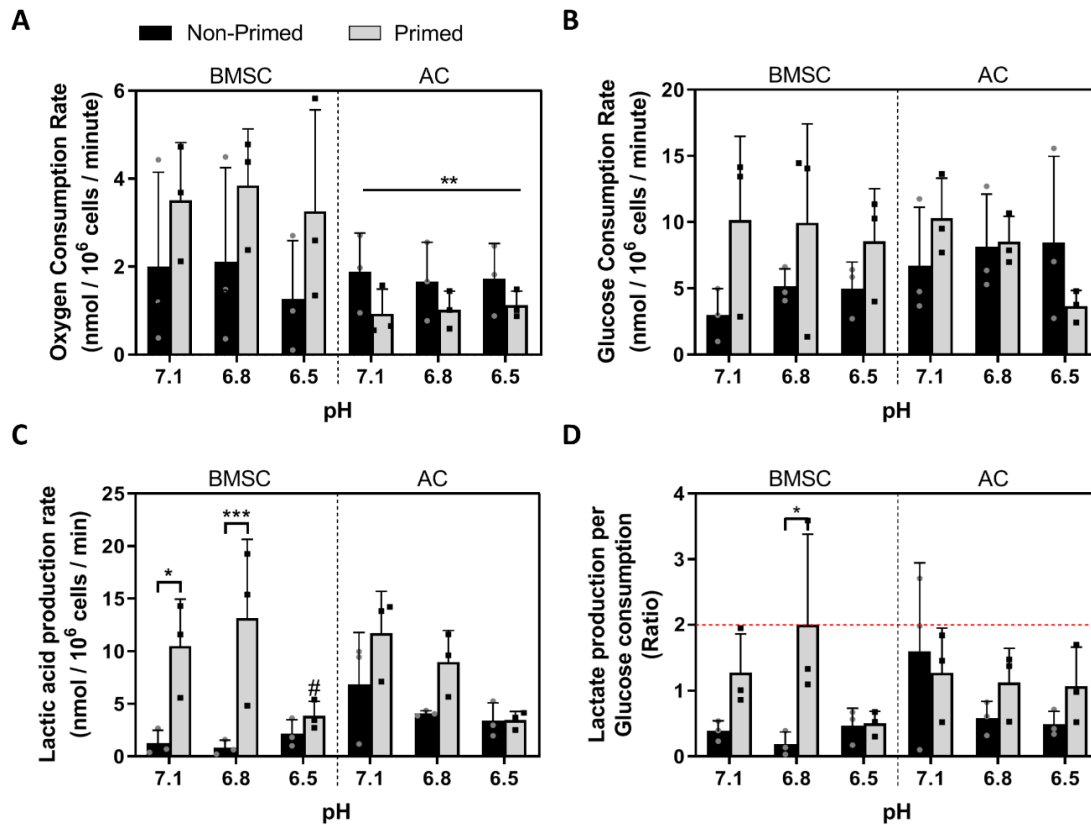 A
Non-Primed
Primed
BMSC
AC
Oxygen Consumption Rate
(nmol / 10⁶ cells / minute)
6
4
2
0
**
7.1 6.8 6.5 7.1 6.8 6.5
pH
B
BMSC
AC
Glucose Consumption Rate
(nmol / 10⁶ cells / minute)
20
15
10
5
0
7.1 6.8 6.5 7.1 6.8 6.5
pH
C
BMSC
AC
Lactic acid production rate
(nmol / 10⁶ cells / min)
25
20
15
10
5
0
*
***
#
7.1 6.8 6.5 7.1 6.8 6.5
pH
D
BMSC
AC
Lactate production per
Glucose consumption
(Ratio)
4
3
2
1
0
*
7.1 6.8 6.5 7.1 6.8 6.5
pH